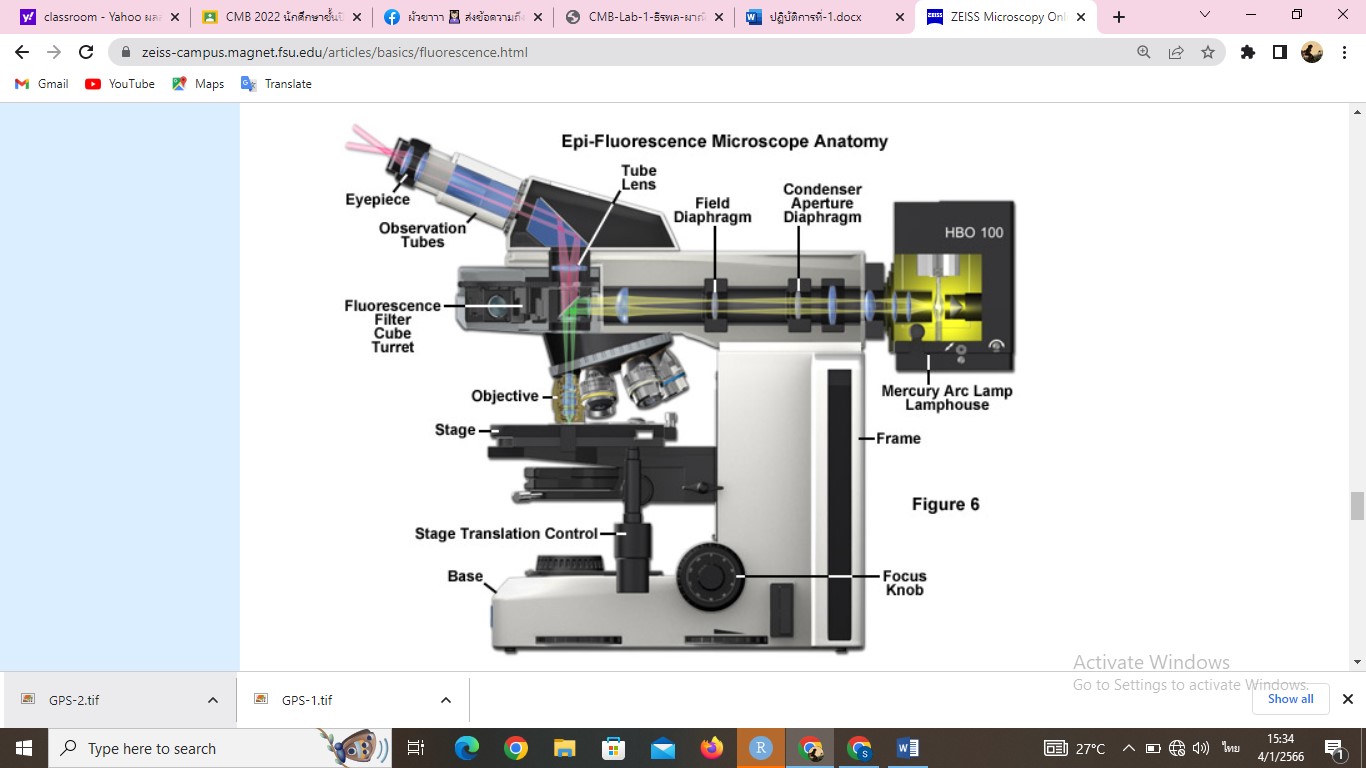 classroom - Yahoo ผล
CMB 2022 นักศึกษาชั้นปี
ผ้าขาาา ส่งข้อความถึง
CMB-Lab-1-ธิรพล-ผาณิ
ปฏิบัติการที่-1.docx
ZEISS Microscopy Onl
zeiss-campus.magnet.fsu.edu/articles/basics/fluorescence.html
Gmail
YouTube
Maps
Translate
Epi-Fluorescence Microscope Anatomy
Eyepiece
Observation
Tubes
Tube
Lens
Field
Diaphragm
Condenser
Aperture
Diaphragm
HBO 100
Fluorescence
Filter
Cube
Turret
Mercury Arc Lamp
Lamphouse
Objective
Stage
Frame
Figure 6
Stage Translation Control
Base
Focus
Knob
Activate Windows
Go to Settings to activate Windows.
GPS-2.tif
GPS-1.tif
Show all
Type here to search
27°C
ไทย
15:34
4/1/2566
1